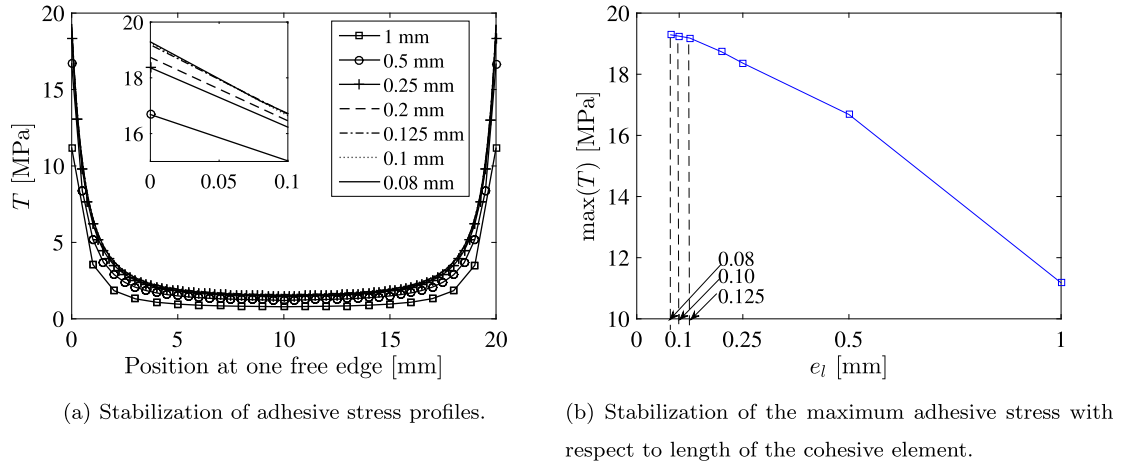 20
15
10
5
0
T [MPa]
0
5
10
15
20
Position at one free edge [mm]
20
18
16
0
0.05
0.1
1 mm
0.5 mm
0.25 mm
0.2 mm
0.125 mm
0.1 mm
0.08 mm
(a) Stabilization of adhesive stress profiles.
20
18
16
14
12
10
max(T) [MPa]
0.08
0.10
0.125
0
0.1
0.25
0.5
1
e_l [mm]
(b) Stabilization of the maximum adhesive stress with
respect to length of the cohesive element.